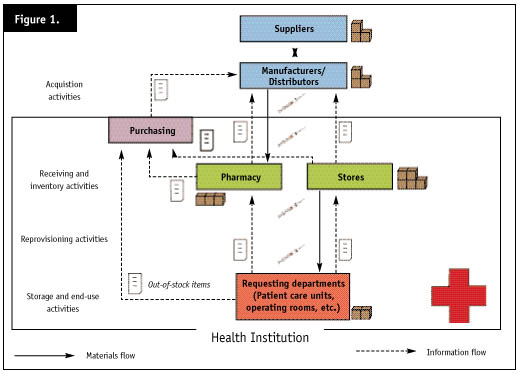 Figure 1.
Suppliers
Manufacturers/
Distributors
Acquistion
activities
Purchasing
Receiving and
inventory activities
Pharmacy
Stores
Reprovisioning activities
Out-of-stock items
Requesting departments
(Patient care units,
operating rooms, etc.)
Storage and end-use
activities
Health Institution
Materials flow
Information flow